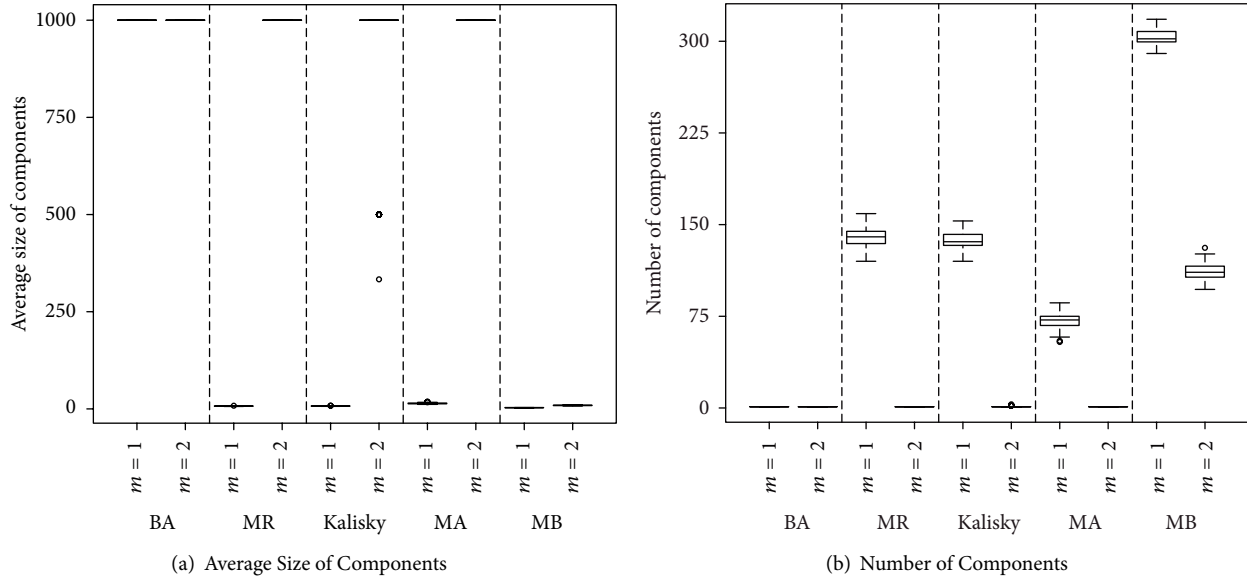 1000
750
500
250
0
Average size of components
m = 1
m = 2
m = 1
m = 2
m = 1
m = 2
m = 1
m = 2
m = 1
m = 2
BA
MR
Kalisky
MA
MB
(a) Average Size of Components
300
225
150
75
0
Number of components
m = 1
m = 2
m = 1
m = 2
m = 1
m = 2
m = 1
m = 2
m = 1
m = 2
BA
MR
Kalisky
MA
MB
(b) Number of Components